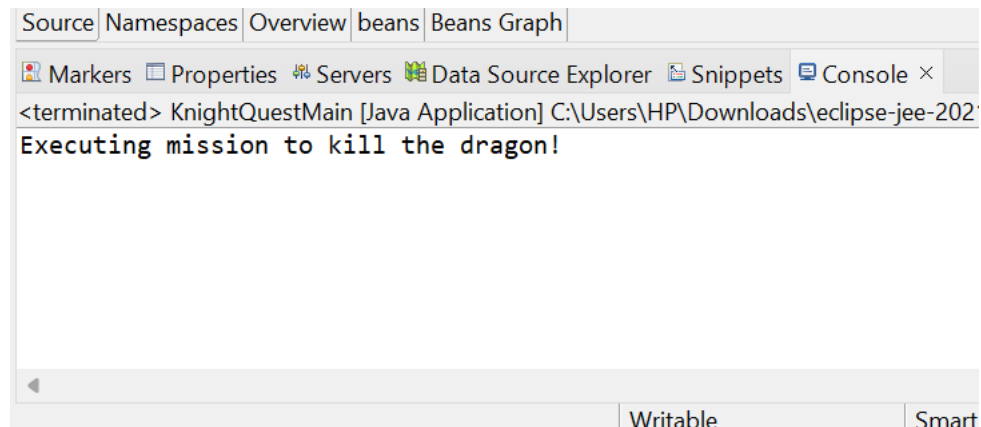 Source Namespaces Overview beans Beans Graph
Markers Properties Servers Data Source Explorer Snippets Console
<terminated> KnightQuestMain [Java Application] C:\Users\HP\Downloads\eclipse-jee-202
Executing mission to kill the dragon!
Writable Smart